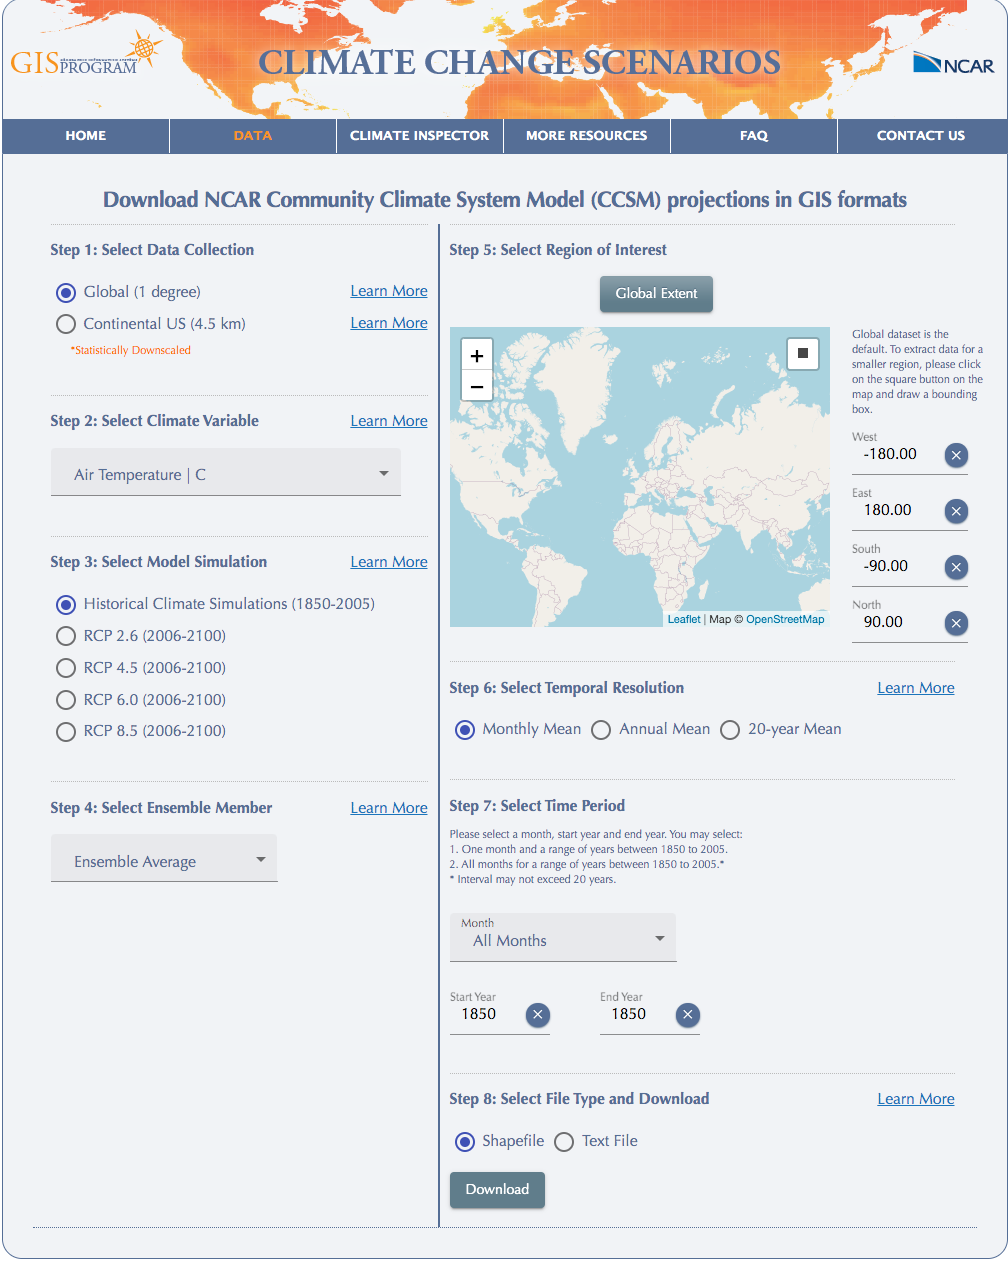 GIS PROGRAM
CLIMATE CHANGE SCENARIOS
NCAR
HOME
DATA
CLIMATE INSPECTOR
MORE RESOURCES
FAQ
CONTACT US
Download NCAR Community Climate System Model (CCSM) projections in GIS formats
Step 1: Select Data Collection
Global (1 degree)
Learn More
Continental US (4.5 km)
Learn More
*Statistically Downscaled
Step 2: Select Climate Variable
Learn More
Air Temperature | C
Step 3: Select Model Simulation
Learn More
Historical Climate Simulations (1850-2005)
RCP 2.6 (2006-2100)
RCP 4.5 (2006-2100)
RCP 6.0 (2006-2100)
RCP 8.5 (2006-2100)
Step 4: Select Ensemble Member
Learn More
Ensemble Average
Step 5: Select Region of Interest
Global Extent
+
−
Leaflet | Map © OpenStreetMap
Global dataset is the
default. To extract data for a
smaller region, please click
on the square button on the
map and draw a bounding
box.
West
-180.00
East
180.00
South
-90.00
North
90.00
Step 6: Select Temporal Resolution
Learn More
Monthly Mean
Annual Mean
20-year Mean
Step 7: Select Time Period
Please select a month, start year and end year. You may select:
1. One month and a range of years between 1850 to 2005.
2. All months for a range of years between 1850 to 2005.*
* Interval may not exceed 20 years.
Month
All Months
Start Year
1850
End Year
1850
Step 8: Select File Type and Download
Learn More
Shapefile
Text File
Download